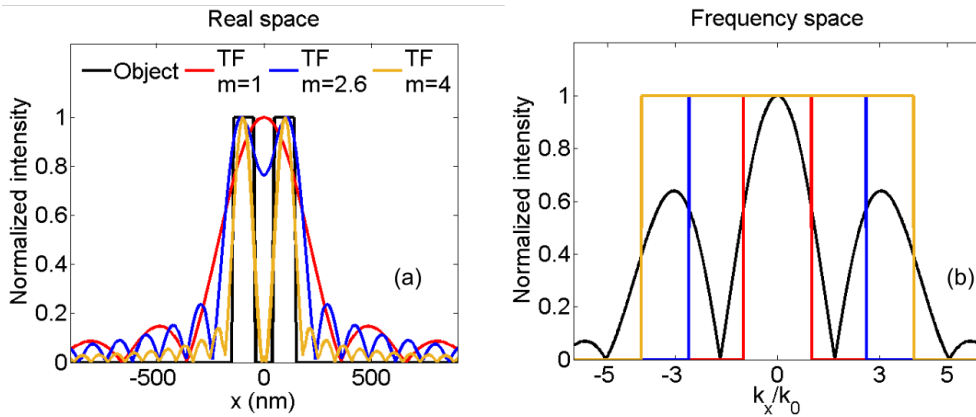 Real space
TF TF TF
Object m=1 m=2.6 m=4
1
0.8
0.6
0.4
0.2
0
Normalized intensity
(a)
-500 0 500
x (nm)
Frequency space
1
0.8
0.6
0.4
0.2
0
Normalized intensity
(b)
-5 -3 0 3 5
k_x/k_0